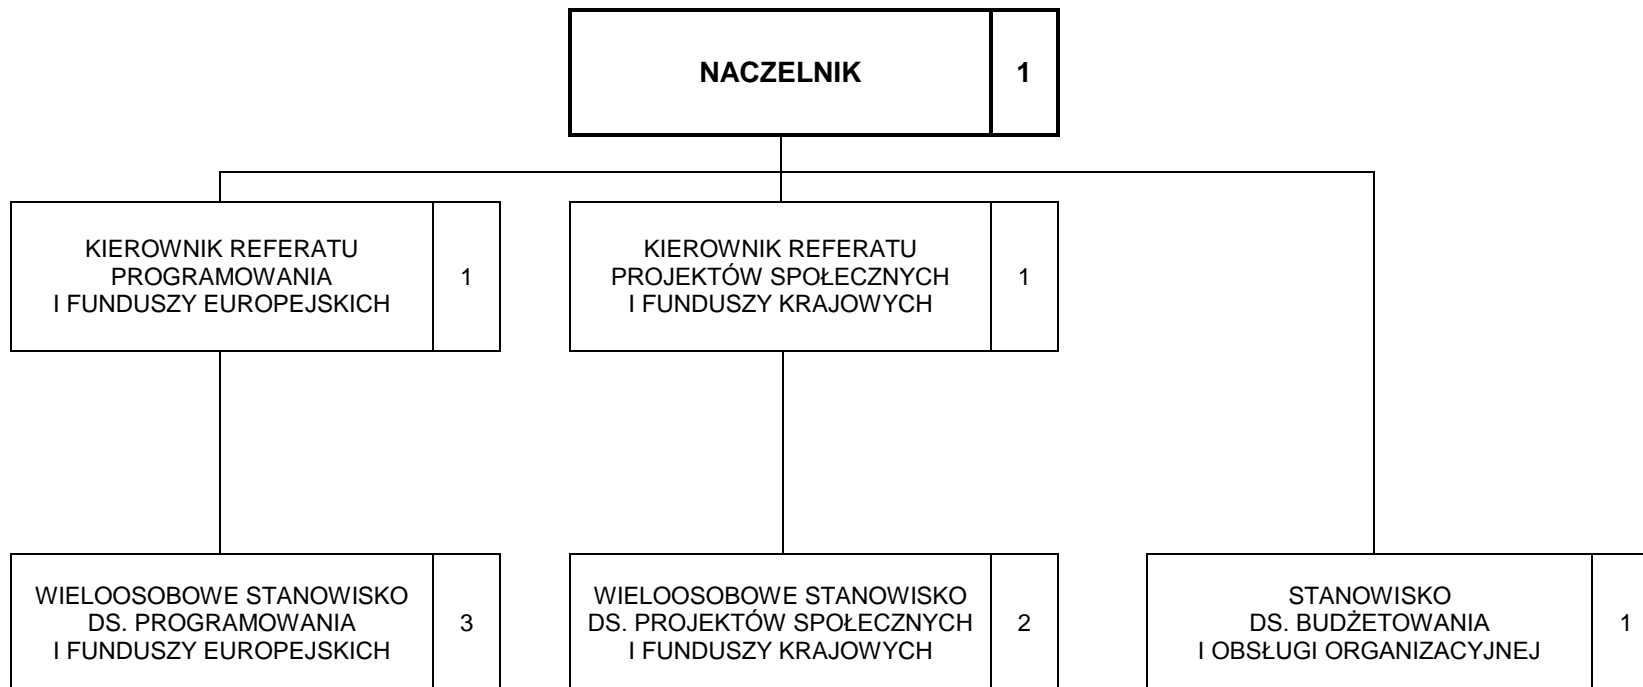 NACZELNIK
1
KIEROWNIK REFERATU
PROGRAMOWANIA
I FUNDUSZY EUROPEJSKICH
1
KIEROWNIK REFERATU
PROJEKTÓW SPOŁECZNYCH
I FUNDUSZY KRAJOWYCH
1
WIELOOSOBOWE STANOWISKO
DS. PROGRAMOWANIA
I FUNDUSZY EUROPEJSKICH
3
WIELOOSOBOWE STANOWISKO
DS. PROJEKTÓW SPOŁECZNYCH
I FUNDUSZY KRAJOWYCH
2
STANOWISKO
DS. BUDŻETOWANIA
I OBSŁUGI ORGANIZACYJNEJ
1